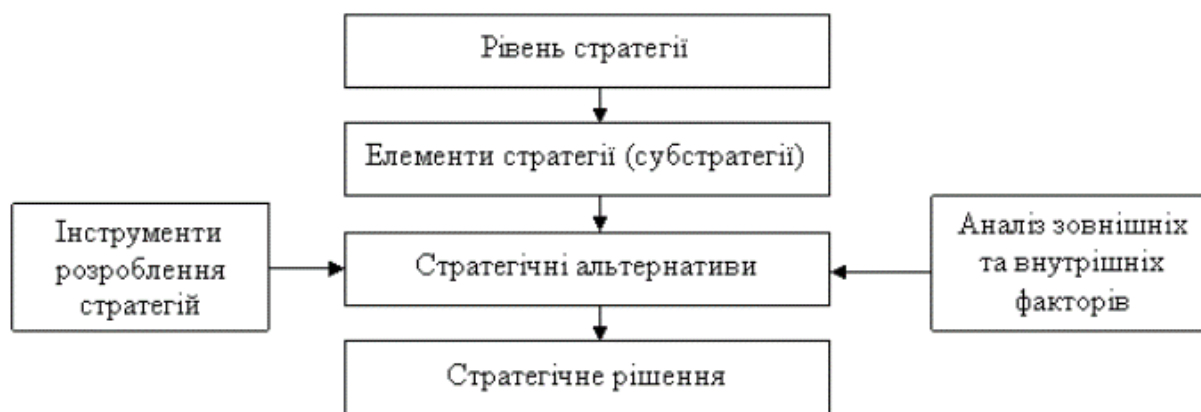 Рівень стратегії
Елементи стратегії (субстратегії)
Інструменти
розроблення
стратегій
Стратегічні альтернативи
Аналіз зовнішніх
та внутрішніх
факторів
Стратегічне рішення